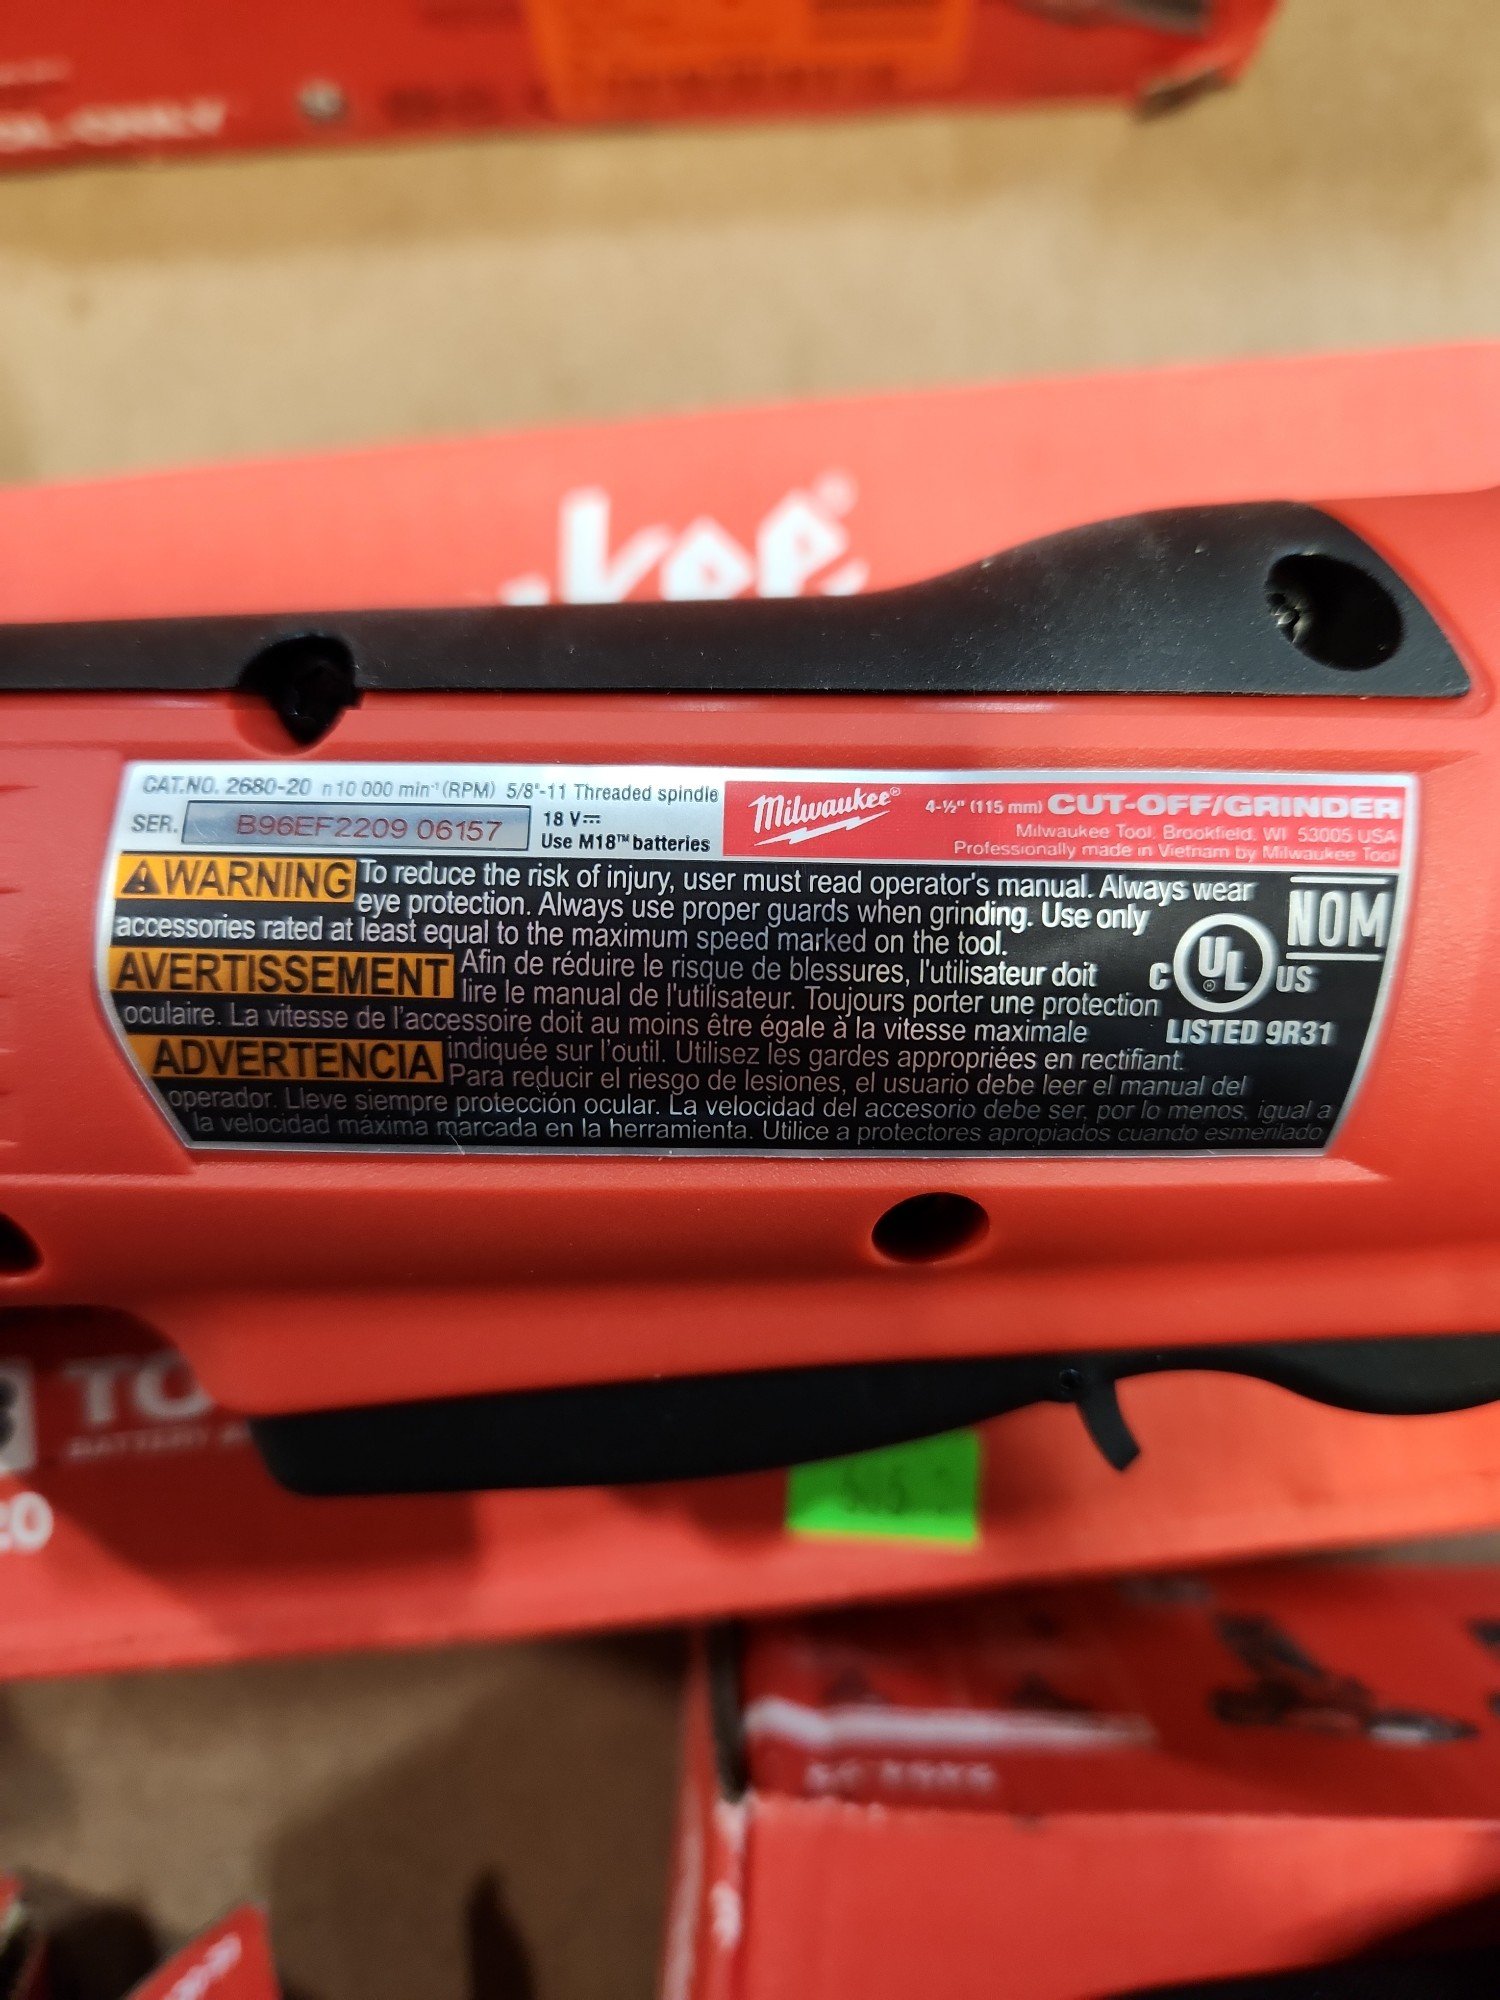 CAT.NO. 2680-20 n 10 000 min⁻¹ (RPM) 5/8"-11 Threaded spindle
SER. B96EF2209 06157
18 V⎓
Use M18™ batteries
Milwaukee®
4-½" (115 mm) CUT-OFF/GRINDER
Milwaukee Tool, Brookfield, WI 53005 USA
Professionally made in Vietnam by Milwaukee Tool
⚠WARNING To reduce the risk of injury, user must read operator's manual. Always wear
eye protection. Always use proper guards when grinding. Use only
accessories rated at least equal to the maximum speed marked on the tool.
AVERTISSEMENT Afin de réduire le risque de blessures, l'utilisateur doit
lire le manual de l'utilisateur. Toujours porter une protection
oculaire. La vitesse de l'accessoire doit au moins être égale à la vitesse maximale
indiquée sur l'outil. Utilisez les gardes appropriées en rectifiant.
ADVERTENCIA Para reducir el riesgo de lesiones, el usuario debe leer el manual del
operador. Lleve siempre protección ocular. La velocidad del accesorio debe ser, por lo menos, igual a
la velocidad máxima marcada en la herramienta. Utilice a protectores apropiados cuando esmerilado
NOM
C UL US
LISTED 9R31